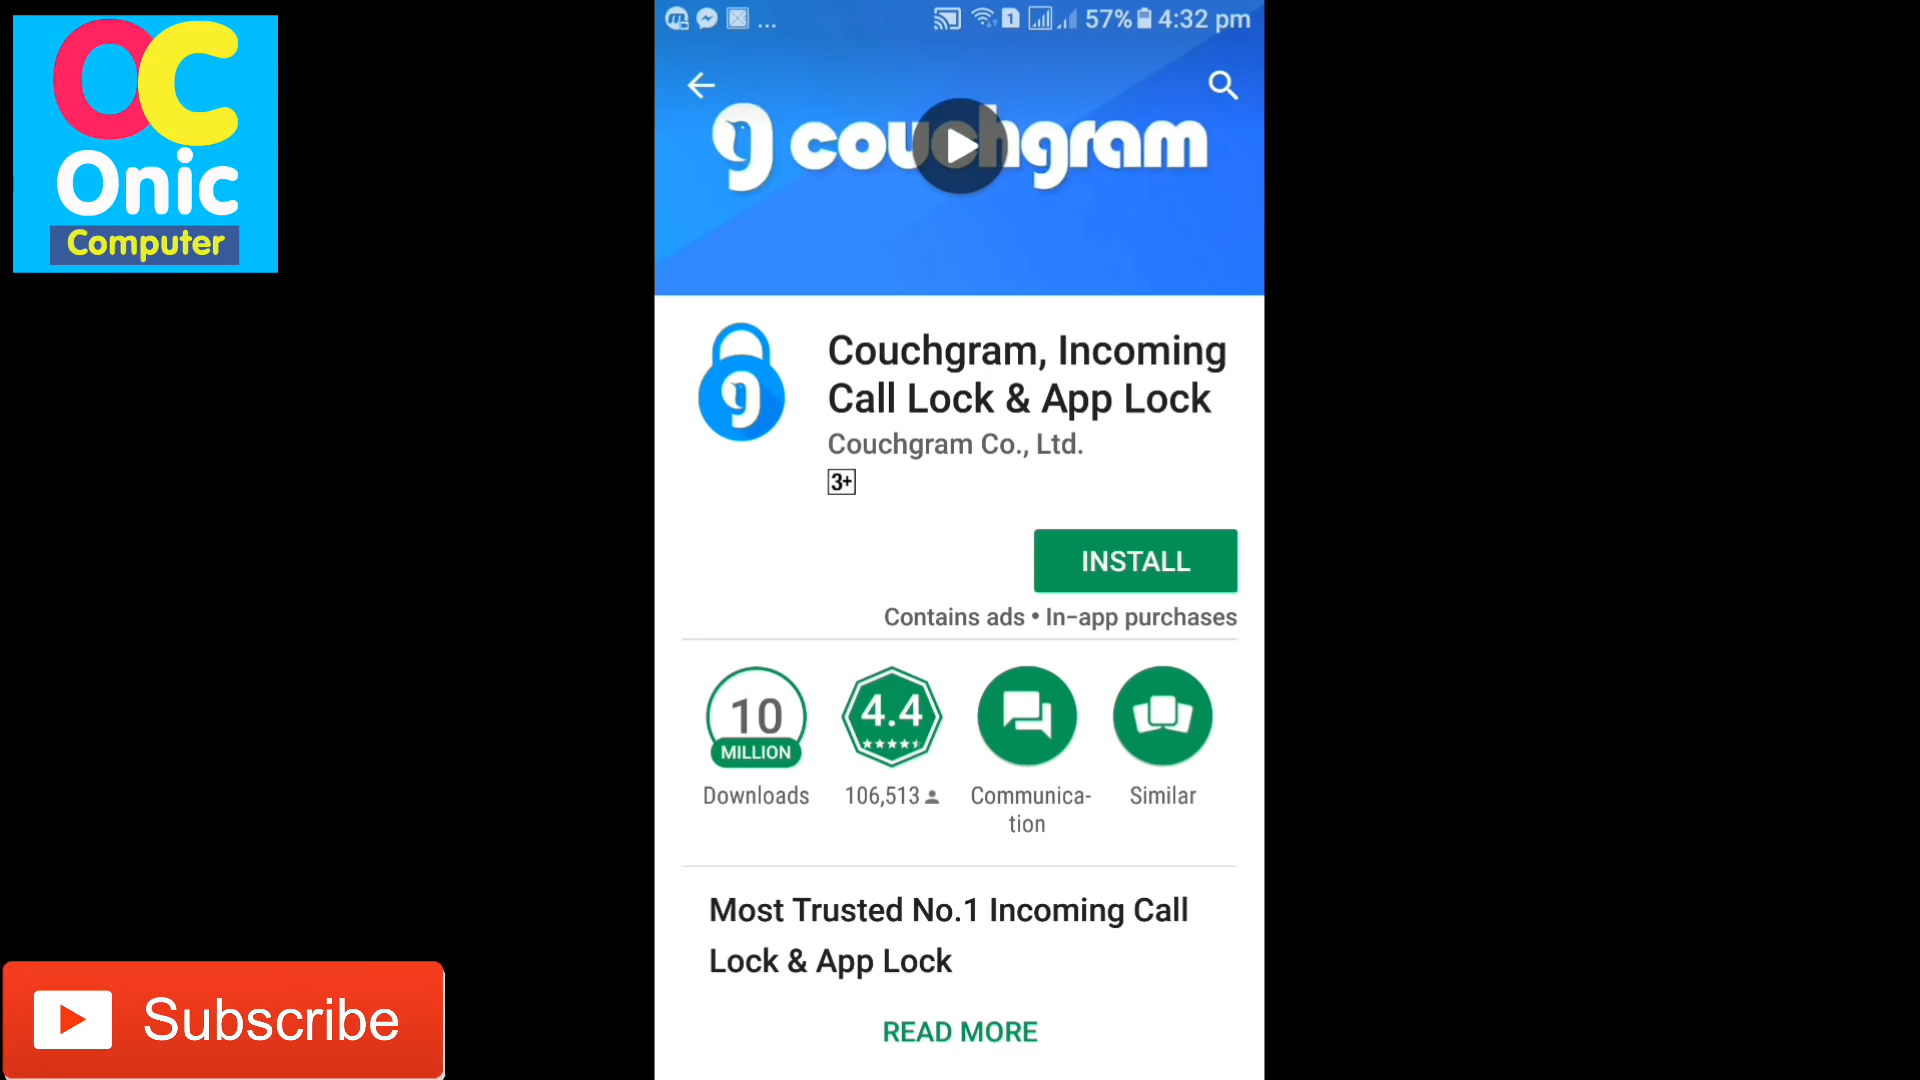 OC
Onic
Computer
... 1 57% 4:32 pm
g couchgram
g
Couchgram, Incoming
Call Lock & App Lock
Couchgram Co., Ltd.
3+
INSTALL
Contains ads • In-app purchases
10
MILLION
4.4
Downloads
106,513
Communica-
tion
Similar
Most Trusted No.1 Incoming Call
Lock & App Lock
READ MORE
Subscribe